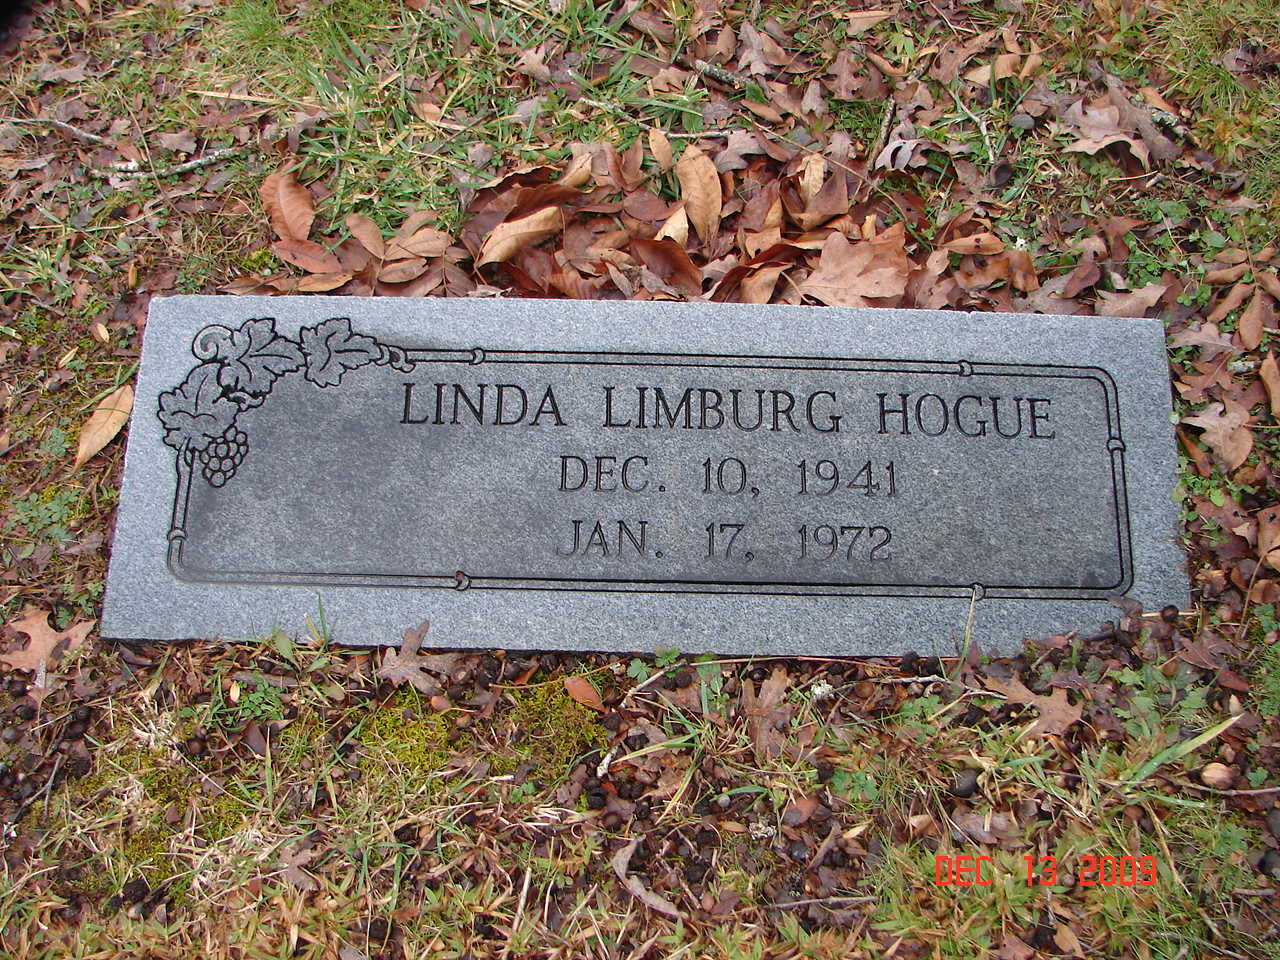 LINDA LIMBURG HOGUE
DEC. 10, 1941
JAN. 17, 1972
DEC 13 2009